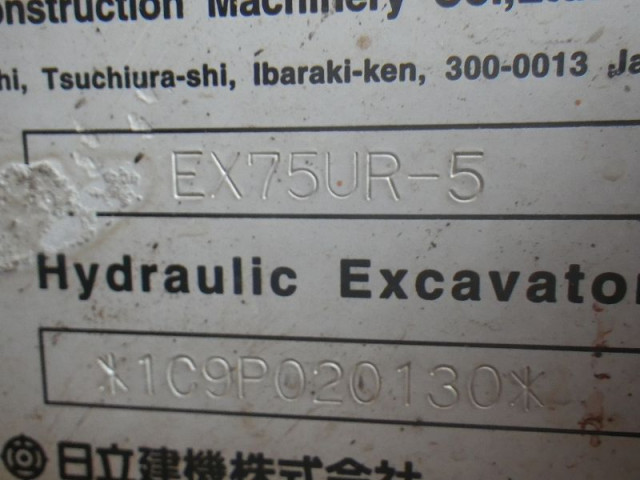 onstruction Machinery Co.,Ltd.
hi, Tsuchiura-shi, Ibaraki-ken, 300-0013 Ja
EX75UR-5
Hydraulic Excavator
*1C9P020130*
日立建機株式会社